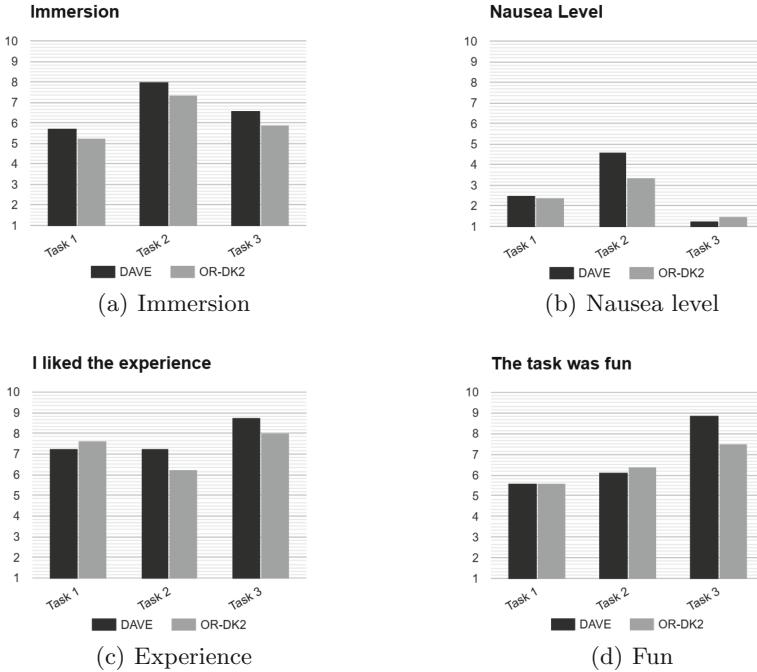 Immersion
10
9
8
7
6
5
4
3
2
1
Task 1
Task 2
Task 3
DAVE
OR-DK2
(a) Immersion
Nausea Level
10
9
8
7
6
5
4
3
2
1
Task 1
Task 2
Task 3
DAVE
OR-DK2
(b) Nausea level
I liked the experience
10
9
8
7
6
5
4
3
2
1
Task 1
Task 2
Task 3
DAVE
OR-DK2
(c) Experience
The task was fun
10
9
8
7
6
5
4
3
2
1
Task 1
Task 2
Task 3
DAVE
OR-DK2
(d) Fun